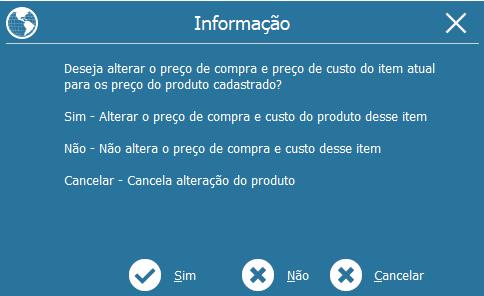 Informação
Deseja alterar o preço de compra e preço de custo do item atual
para os preço do produto cadastrado?
Sim - Alterar o preço de compra e custo do produto desse item
Não - Não altera o preço de compra e custo desse item
Cancelar - Cancela alteração do produto
Sim Não Cancelar